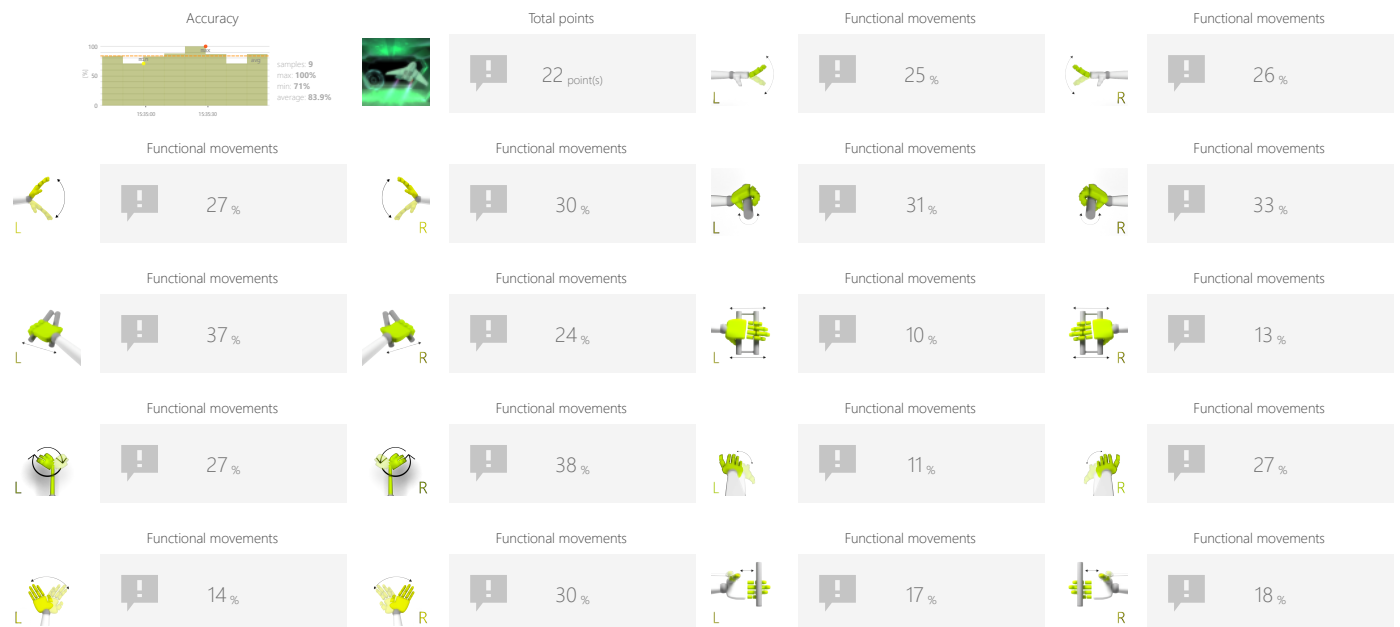 Accuracy
Total points
Functional movements
Functional movements
100
max
min
avg
(%)
50
0
15:35:00
15:35:30
samples: 9
max: 100%
min: 71%
average: 83.9%
22 point(s)
L
25 %
R
26 %
Functional movements
Functional movements
Functional movements
Functional movements
L
27 %
R
30 %
L
31 %
R
33 %
Functional movements
Functional movements
Functional movements
Functional movements
L
37 %
R
24 %
L
10 %
R
13 %
Functional movements
Functional movements
Functional movements
Functional movements
L
27 %
R
38 %
L
11 %
R
27 %
Functional movements
Functional movements
Functional movements
Functional movements
L
14 %
R
30 %
L
17 %
R
18 %